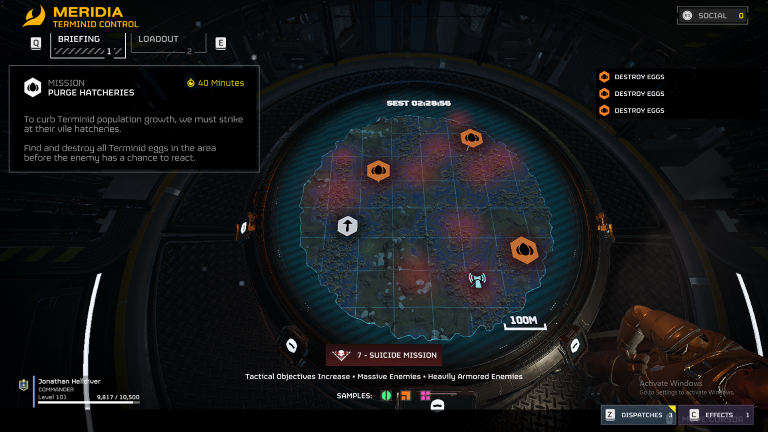 MERIDIA
TERMINID CONTROL
SOCIAL 0
Q BRIEFING 1 LOADOUT 2 E
MISSION
PURGE HATCHERIES
40 Minutes
To curb Terminid population growth, we must strike
at their vile hatcheries.
Find and destroy all Terminid eggs in the area
before the enemy has a chance to react.
DESTROY EGGS
DESTROY EGGS
DESTROY EGGS
SEST 02:28:56
100M
7 - SUICIDE MISSION
Tactical Objectives Increase • Massive Enemies • Heavily Armored Enemies
SAMPLES:
Jonathan Helldiver
COMMANDER
Level 101 9,817 / 10,500
Activate Windows
Go to Settings to activate Windows.
Z DISPATCHES 3 C EFFECTS 1
CURSOR